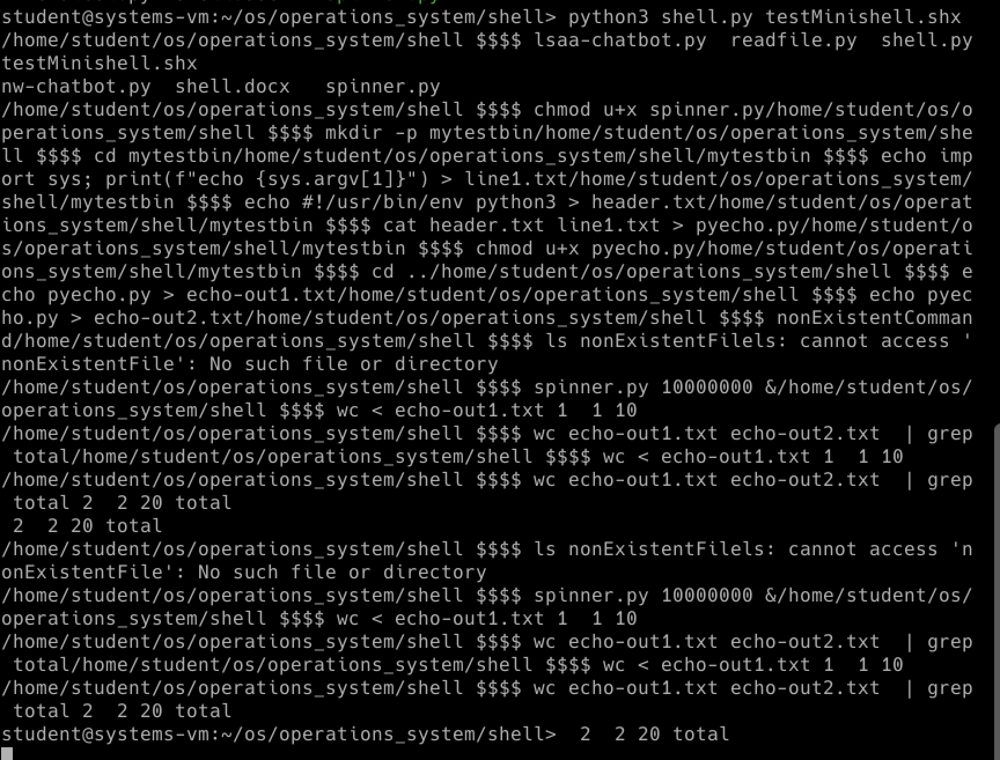 student@systems-vm:~/os/operations_system/shell> python3 shell.py testMinishell.shx
/home/student/os/operations_system/shell $$$$ lsaa-chatbot.py  readfile.py  shell.py
testMinishell.shx
nw-chatbot.py  shell.docx   spinner.py
/home/student/os/operations_system/shell $$$$ chmod u+x spinner.py/home/student/os/o
perations_system/shell $$$$ mkdir -p mytestbin/home/student/os/operations_system/she
ll $$$$ cd mytestbin/home/student/os/operations_system/shell/mytestbin $$$$ echo imp
ort sys; print(f"echo {sys.argv[1]}") > line1.txt/home/student/os/operations_system/
shell/mytestbin $$$$ echo #!/usr/bin/env python3 > header.txt/home/student/os/operat
ions_system/shell/mytestbin $$$$ cat header.txt line1.txt > pyecho.py/home/student/o
s/operations_system/shell/mytestbin $$$$ chmod u+x pyecho.py/home/student/os/operati
ons_system/shell/mytestbin $$$$ cd ../home/student/os/operations_system/shell $$$$ e
cho pyecho.py > echo-out1.txt/home/student/os/operations_system/shell $$$$ echo pyec
ho.py > echo-out2.txt/home/student/os/operations_system/shell $$$$ nonExistentComman
d/home/student/os/operations_system/shell $$$$ ls nonExistentFilels: cannot access '
nonExistentFile': No such file or directory
/home/student/os/operations_system/shell $$$$ spinner.py 10000000 &/home/student/os/
operations_system/shell $$$$ wc < echo-out1.txt 1  1 10
/home/student/os/operations_system/shell $$$$ wc echo-out1.txt echo-out2.txt  | grep
 total/home/student/os/operations_system/shell $$$$ wc < echo-out1.txt 1  1 10
/home/student/os/operations_system/shell $$$$ wc echo-out1.txt echo-out2.txt  | grep
 total 2  2 20 total
 2  2 20 total
/home/student/os/operations_system/shell $$$$ ls nonExistentFilels: cannot access 'n
onExistentFile': No such file or directory
/home/student/os/operations_system/shell $$$$ spinner.py 10000000 &/home/student/os/
operations_system/shell $$$$ wc < echo-out1.txt 1  1 10
/home/student/os/operations_system/shell $$$$ wc echo-out1.txt echo-out2.txt  | grep
 total/home/student/os/operations_system/shell $$$$ wc < echo-out1.txt 1  1 10
/home/student/os/operations_system/shell $$$$ wc echo-out1.txt echo-out2.txt  | grep
 total 2  2 20 total
student@systems-vm:~/os/operations_system/shell>  2  2 20 total